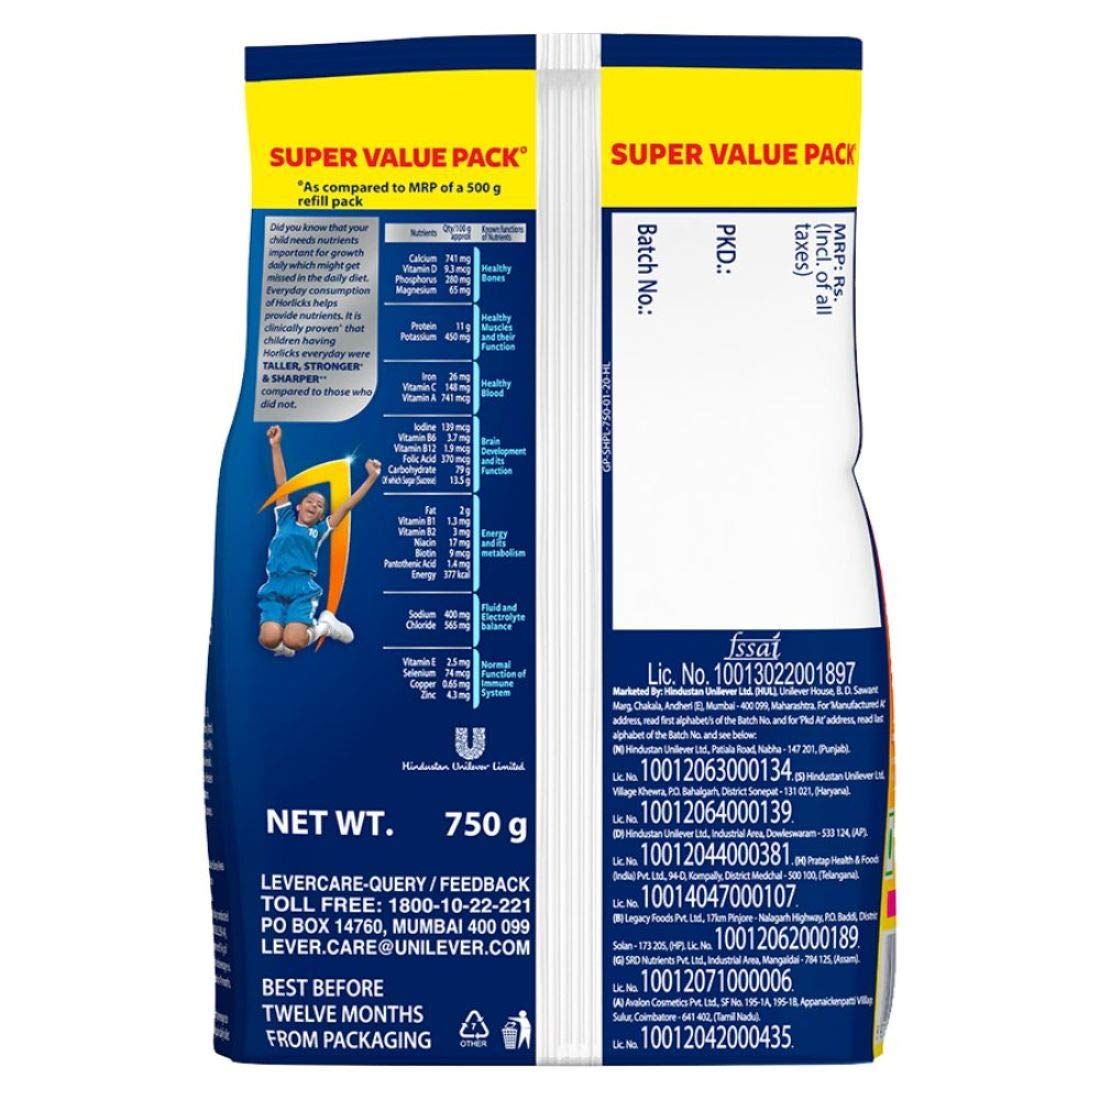 SUPER VALUE PACK°
°As compared to MRP of a 500 g
refill pack
Did you know that your
child needs nutrients
important for growth
daily which might get
missed in the daily diet.
Everyday consumption
of Horlicks helps
provide nutrients. It is
clinically proven^ that
children having
Horlicks everyday were
TALLER, STRONGER⁺
& SHARPER**
compared to those who
did not.
Nutrients Qty/100 g approx Known functions of Nutrients
Calcium 741 mg
Vitamin D 9.3 mcg
Phosphorus 280 mg
Magnesium 65 mg
Healthy
Bones
Protein 11 g
Potassium 450 mg
Healthy
Muscles
and their
Function
Iron 26 mg
Vitamin C 148 mg
Vitamin A 741 mcg
Healthy
Blood
Iodine 139 mcg
Vitamin B6 3.7 mg
Vitamin B12 1.9 mcg
Folic Acid 370 mcg
Carbohydrate 79 g
Of which Sugar (Sucrose) 13.5 g
Brain
Development
and its
Function
Fat 2 g
Vitamin B1 1.3 mg
Vitamin B2 3 mg
Niacin 17 mg
Biotin 9 mcg
Pantothenic Acid 1.4 mg
Energy 377 kcal
Energy
and its
metabolism
Sodium 400 mg
Chloride 565 mg
Fluid and
Electrolyte
balance
Vitamin E 2.5 mg
Selenium 74 mcg
Copper 0.65 mg
Zinc 4.3 mg
Normal
Function of
Immune
System
10
Hindustan Unilever Limited
NET WT. 750 g
LEVERCARE-QUERY / FEEDBACK
TOLL FREE: 1800-10-22-221
PO BOX 14760, MUMBAI 400 099
LEVER.CARE@UNILEVER.COM
BEST BEFORE
TWELVE MONTHS
FROM PACKAGING
7
OTHER
SUPER VALUE PACK
MRP: Rs.
(Incl. of all
taxes)
PKD.:
Batch No.:
GP-SHPL-750-01-20-HL
fssai
Lic. No. 10013022001897
Marketed By: Hindustan Unilever Ltd. (HUL), Unilever House, B. D. Sawant
Marg, Chakala, Andheri (E), Mumbai - 400 099, Maharashtra. For 'Manufactured At'
address, read first alphabet/s of the Batch No. and for 'Pkd At' address, read last
alphabet of the Batch No. and see below:
(N) Hindustan Unilever Ltd., Patiala Road, Nabha - 147 201, (Punjab).
Lic. No. 10012063000134. (S) Hindustan Unilever Ltd.
Village Khewra, P.O. Bahalgarh, District Sonepat - 131 021, (Haryana).
Lic. No. 10012064000139.
(D) Hindustan Unilever Ltd., Industrial Area, Dowleswaram - 533 124, (AP).
Lic. No. 10012044000381. (H) Pratap Health & Foods
(India) Pvt. Ltd., 94-D, Kompally, District Medchal - 500 100, (Telangana).
Lic. No. 10014047000107.
(B) Legacy Foods Pvt. Ltd., 17km Pinjore - Nalagarh Highway, P.O. Baddi, District
Solan - 173 205, (HP). Lic. No. 10012062000189.
(G) SRD Nutrients Pvt. Ltd., Industrial Area, Mangaldai - 784 125, (Assam).
Lic. No. 10012071000006.
(A) Avalon Cosmetics Pvt. Ltd., SF No. 195-1A, 195-1B, Appanaickenpatti Village
Sulur, Coimbatore - 641 402, (Tamil Nadu).
Lic. No. 10012042000435.